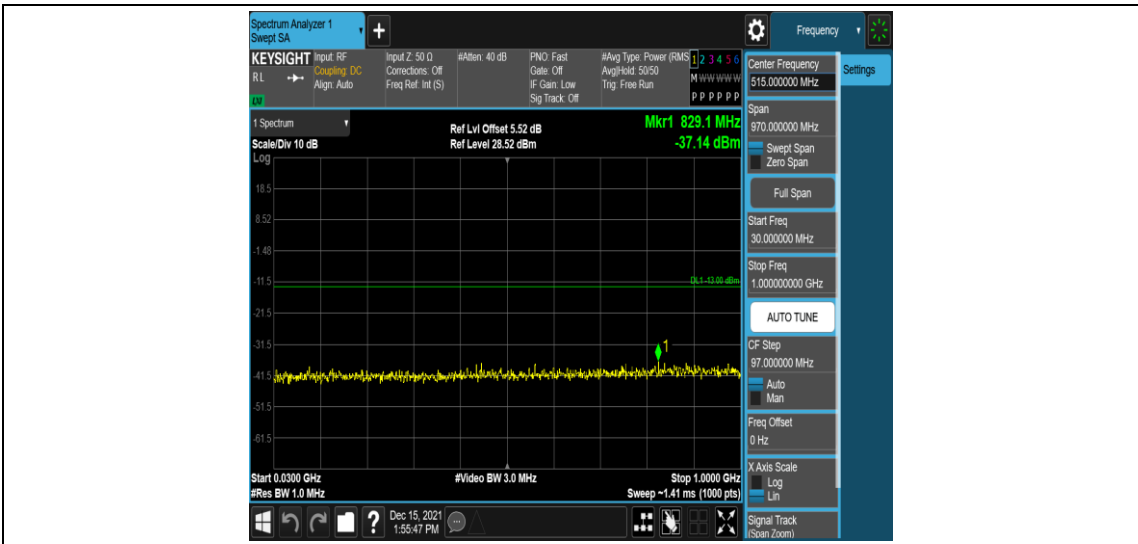 Spectrum Analyzer 1
Swept SA
+
Frequency
KEYSIGHT
RL
LXI
Input: RF
Coupling: DC
Align: Auto
Input Z: 50 Ω
Corrections: Off
Freq Ref: Int (S)
#Atten: 40 dB
PNO: Fast
Gate: Off
IF Gain: Low
Sig Track: Off
#Avg Type: Power (RMS
Avg|Hold: 50/50
Trig: Free Run
1 2 3 4 5 6
M W W W W W
P P P P P P
1 Spectrum
Scale/Div 10 dB
Log
Ref Lvl Offset 5.52 dB
Ref Level 28.52 dBm
Mkr1 829.1 MHz
-37.14 dBm
18.5
8.52
-1.48
-11.5
DL1 -13.00 dBm
-21.5
-31.5
1
-41.5
-51.5
-61.5
Start 0.0300 GHz
#Res BW 1.0 MHz
#Video BW 3.0 MHz
Stop 1.0000 GHz
Sweep ~1.41 ms (1000 pts)
?
Dec 15, 2021
1:55:47 PM
Center Frequency
515.000000 MHz
Settings
Span
970.000000 MHz
Swept Span
Zero Span
Full Span
Start Freq
30.000000 MHz
Stop Freq
1.000000000 GHz
AUTO TUNE
CF Step
97.000000 MHz
Auto
Man
Freq Offset
0 Hz
X Axis Scale
Log
Lin
Signal Track
(Span Zoom)